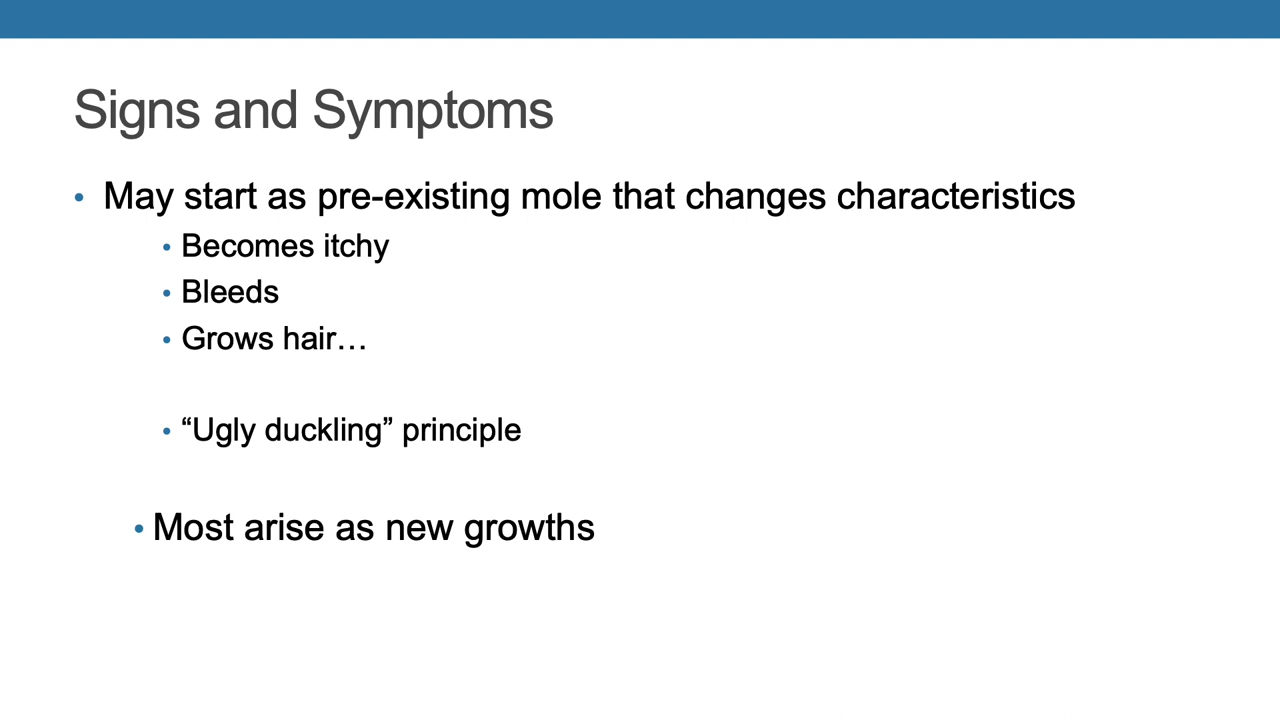 Signs and Symptoms
• May start as pre-existing mole that changes characteristics
• Becomes itchy
• Bleeds
• Grows hair…
• “Ugly duckling” principle
• Most arise as new growths